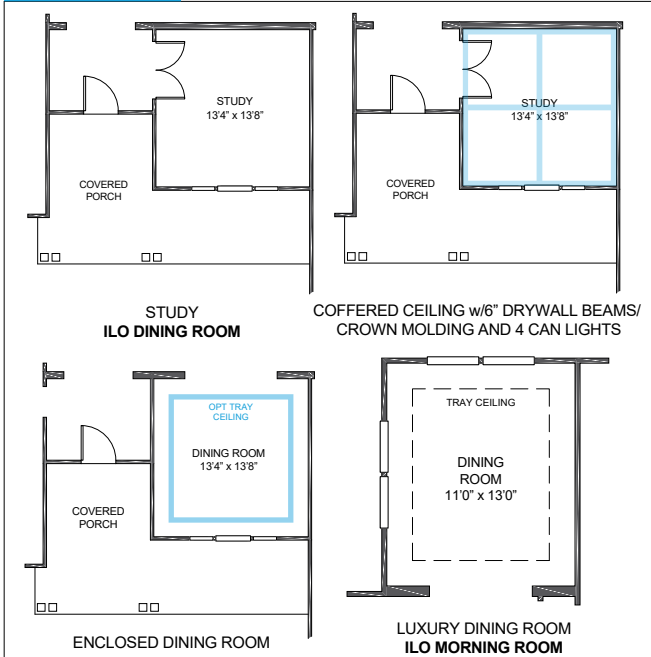 STUDY
13'4" x 13'8"
COVERED
PORCH
STUDY
ILO DINING ROOM
STUDY
13'4" x 13'8"
COVERED
PORCH
COFFERED CEILING w/6" DRYWALL BEAMS/
CROWN MOLDING AND 4 CAN LIGHTS
OPT TRAY
CEILING
DINING ROOM
13'4" x 13'8"
COVERED
PORCH
ENCLOSED DINING ROOM
TRAY CEILING
DINING
ROOM
11'0" x 13'0"
LUXURY DINING ROOM
ILO MORNING ROOM